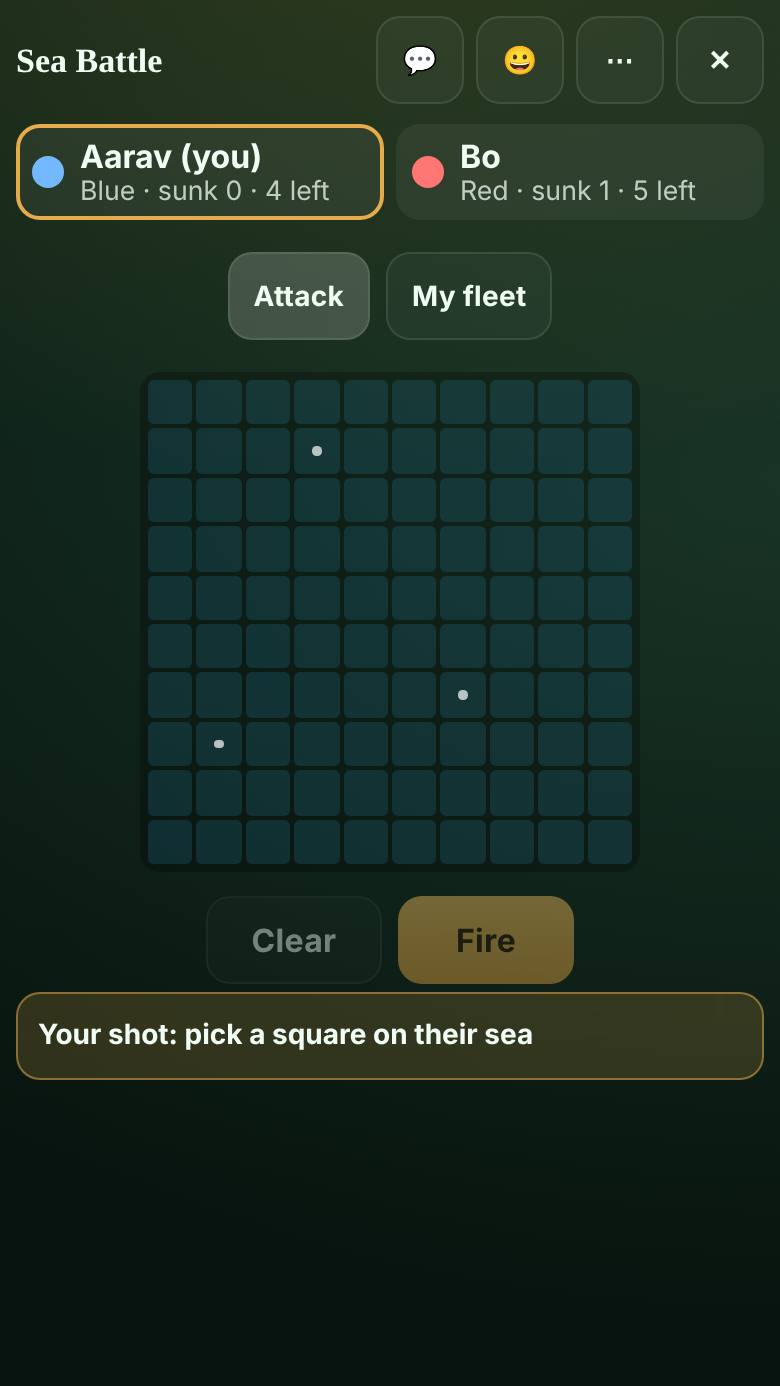 Sea Battle
Aarav (you)
Blue · sunk 0 · 4 left
Bo
Red · sunk 1 · 5 left
Attack
My fleet
Clear
Fire
Your shot: pick a square on their sea